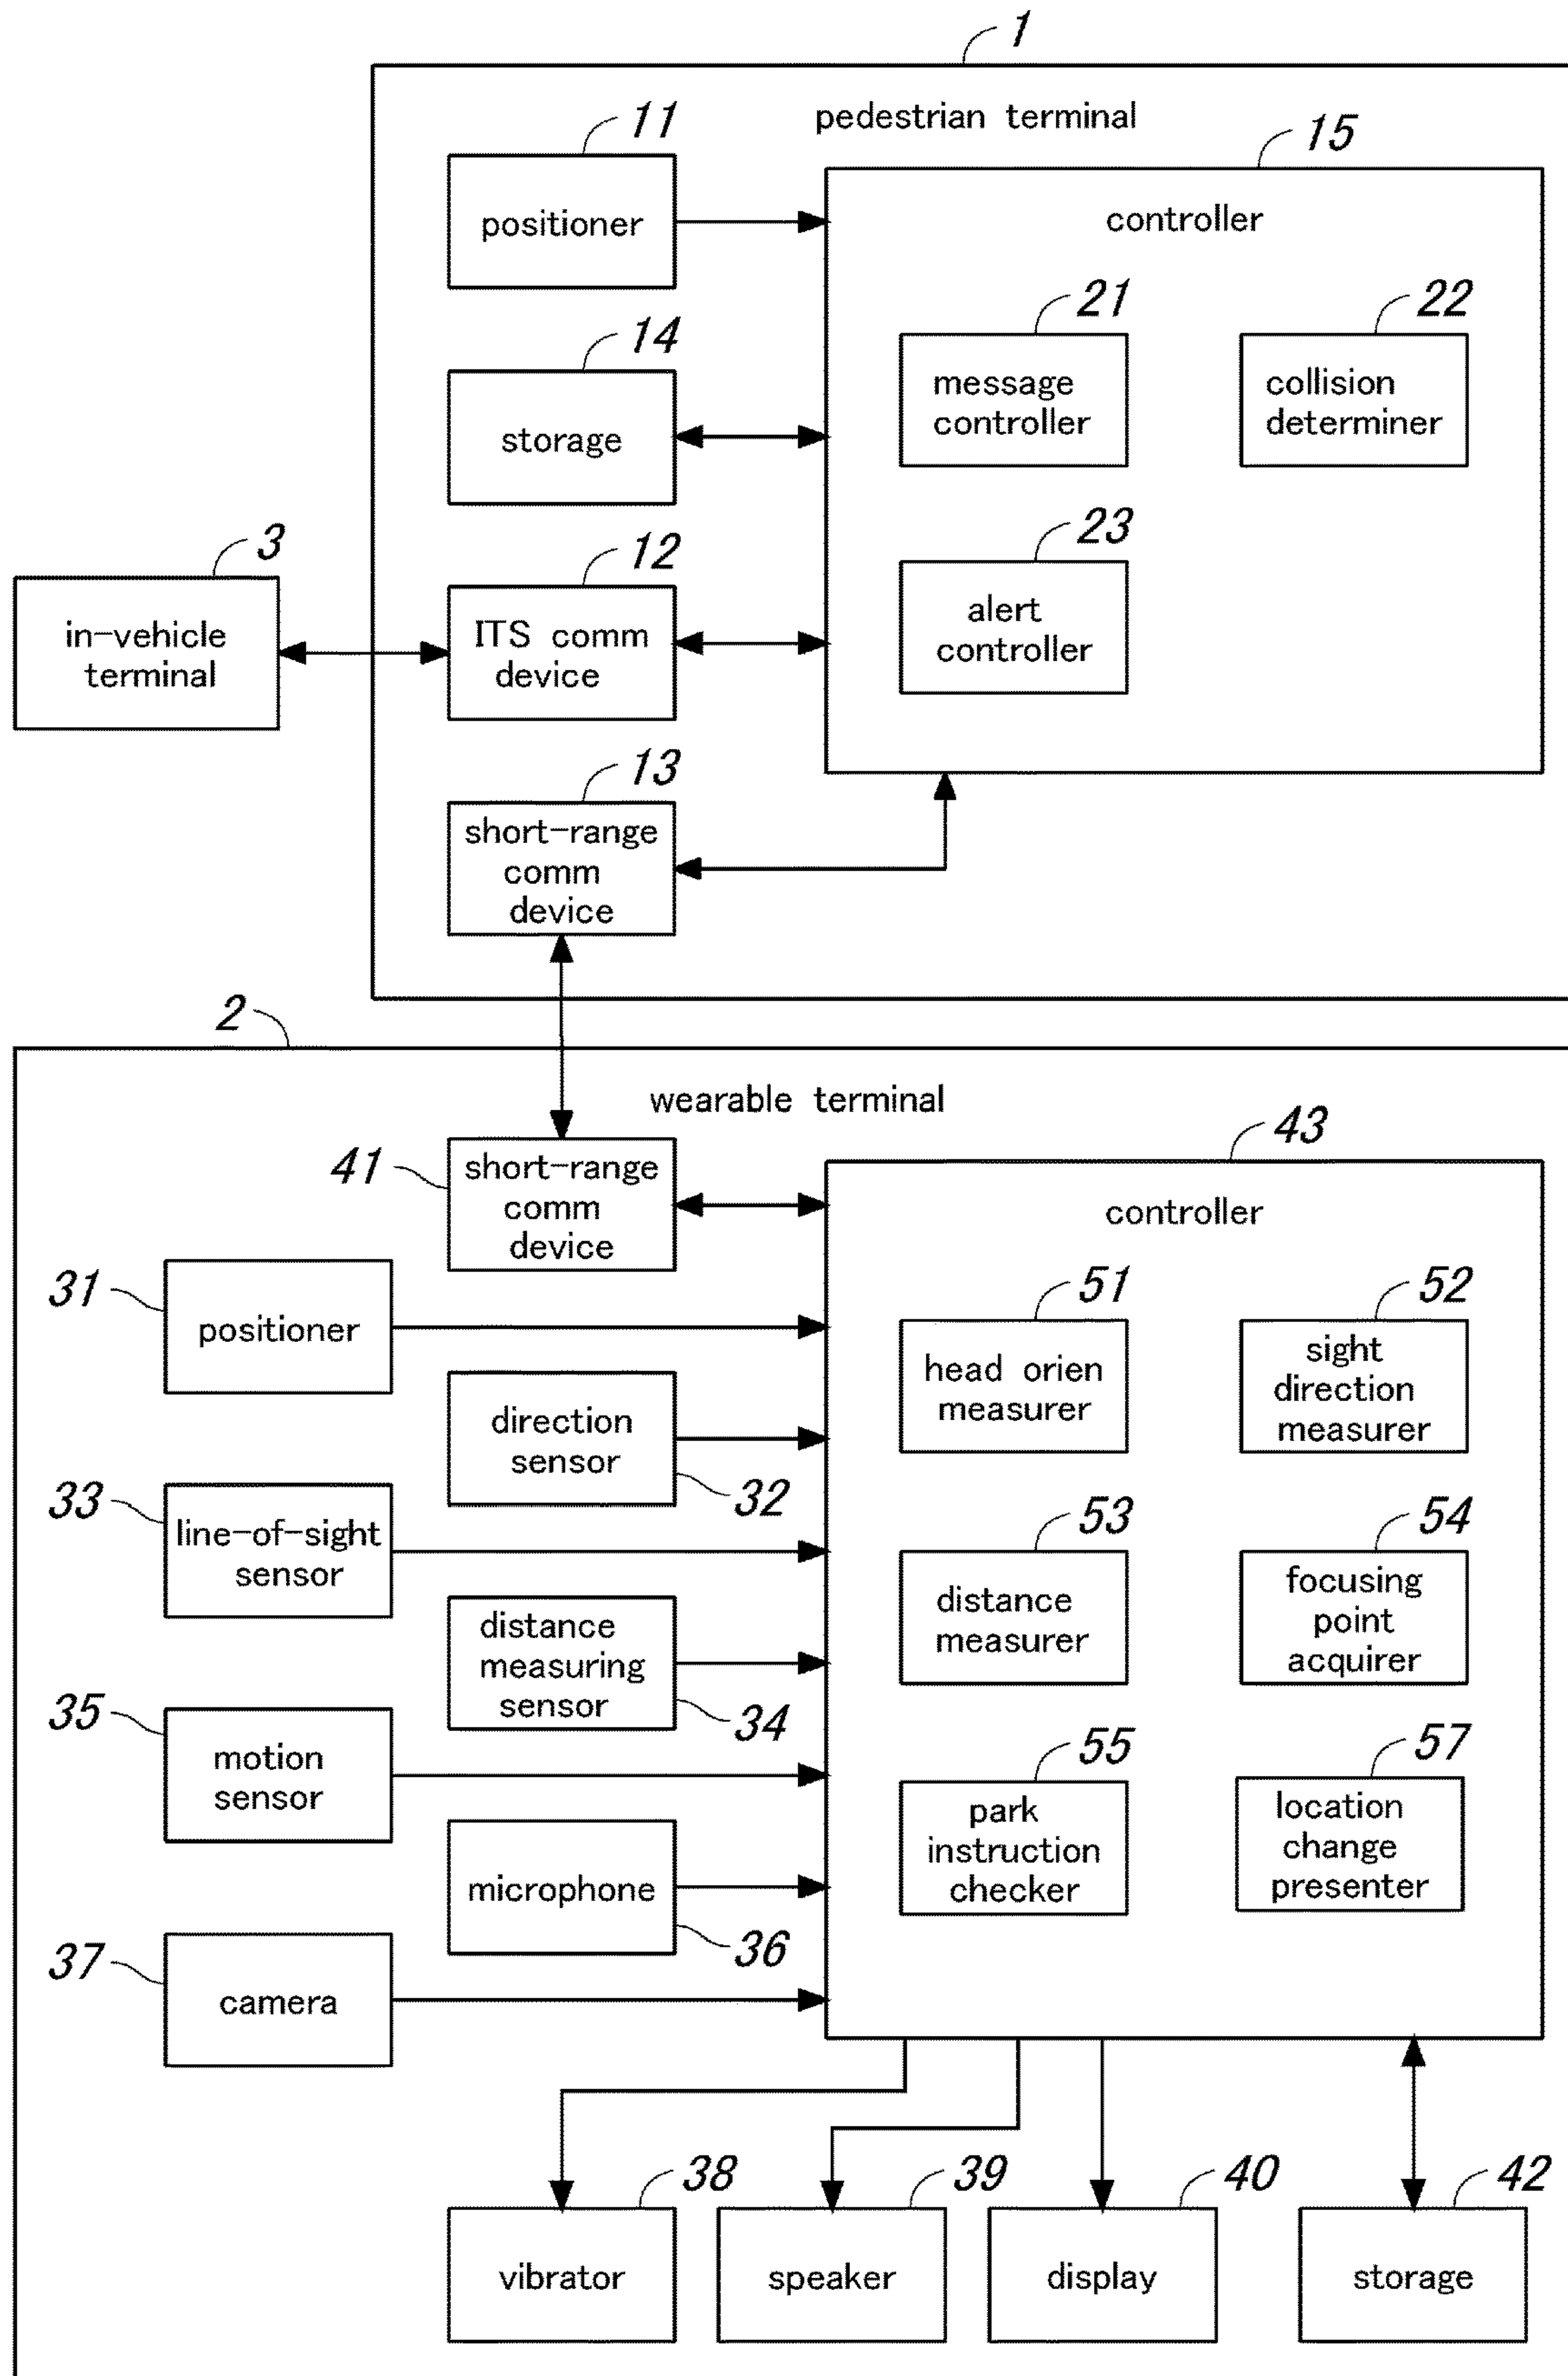 1
pedestrian terminal
11
positioner
15
controller
14
storage
21
message
controller
22
collision
determiner
3
in-vehicle
terminal
12
ITS comm
device
23
alert
controller
13
short-range
comm
device
2
wearable terminal
41
short-range
comm
device
43
controller
31
positioner
51
head orien
measurer
52
sight
direction
measurer
direction
sensor
32
33
line-of-sight
sensor
53
distance
measurer
54
focusing
point
acquirer
distance
measuring
sensor
34
35
motion
sensor
55
park
instruction
checker
57
location
change
presenter
microphone
36
37
camera
38
vibrator
39
speaker
40
display
42
storage